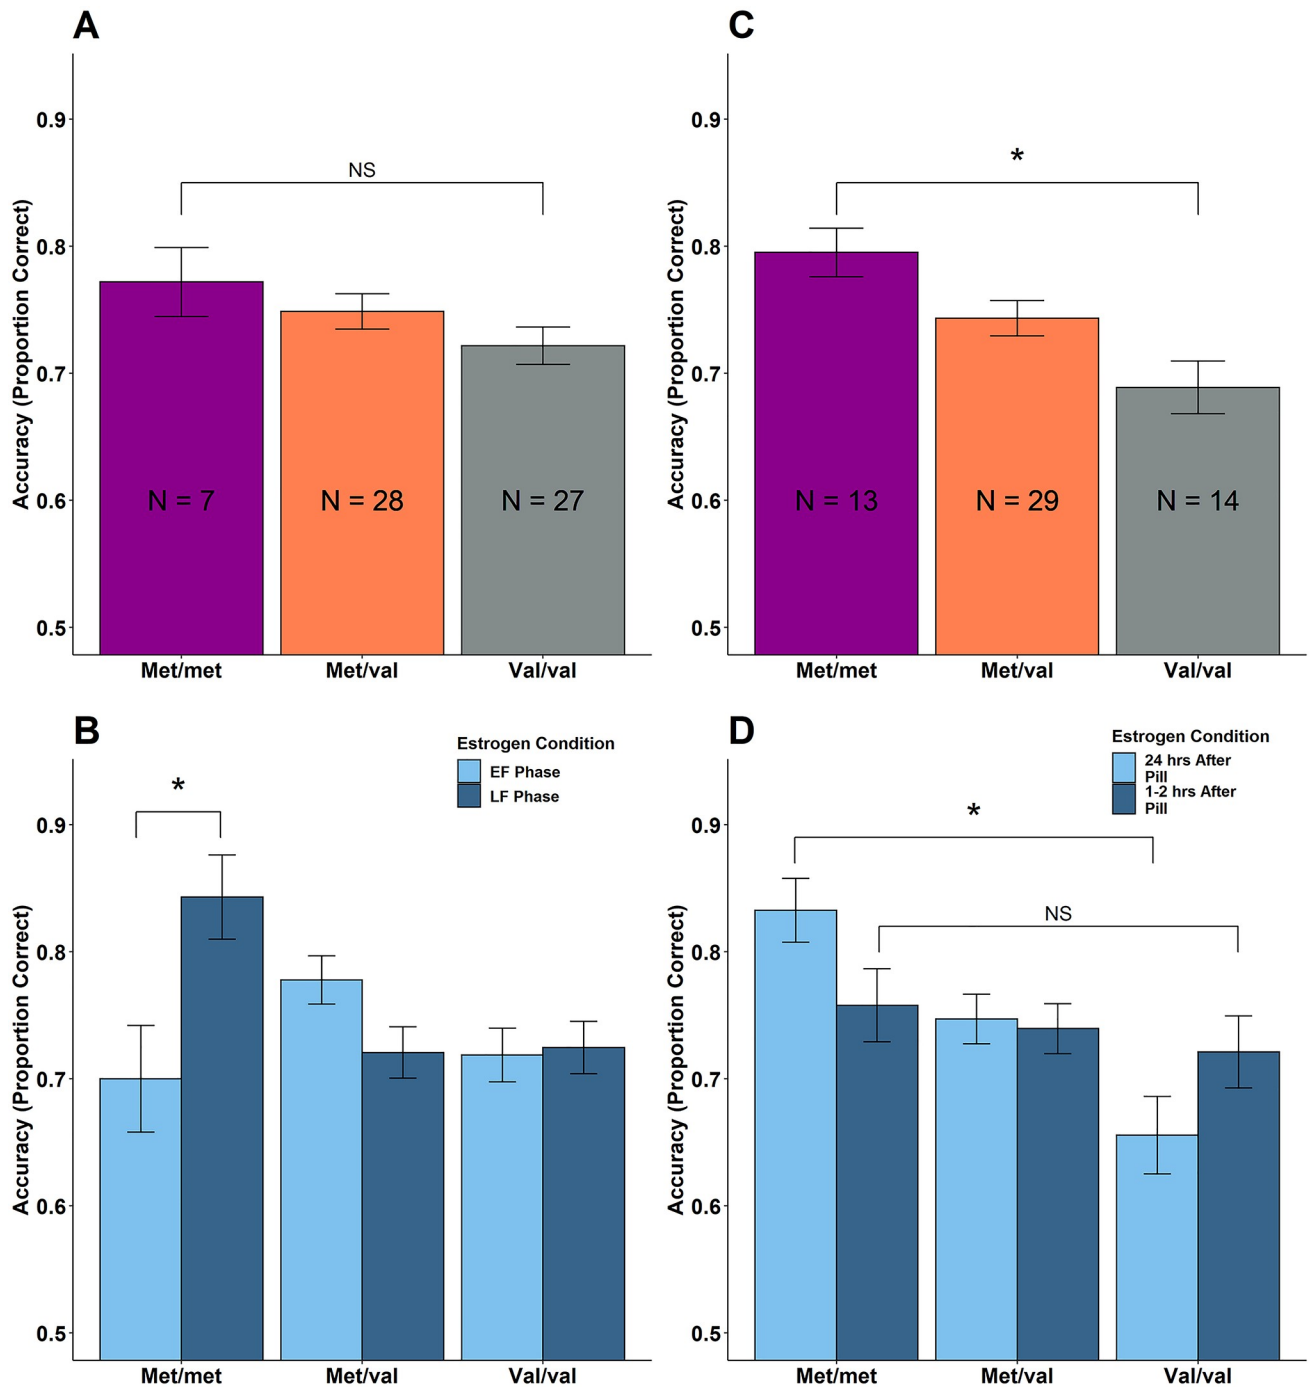 A
Accuracy (Proportion Correct)
0.9
0.8
0.7
0.6
0.5
NS
N = 7
N = 28
N = 27
Met/met
Met/val
Val/val
C
Accuracy (Proportion Correct)
0.9
0.8
0.7
0.6
0.5
*
N = 13
N = 29
N = 14
Met/met
Met/val
Val/val
B
Estrogen Condition
EF Phase
LF Phase
Accuracy (Proportion Correct)
0.9
0.8
0.7
0.6
0.5
*
Met/met
Met/val
Val/val
D
Estrogen Condition
24 hrs After
Pill
1-2 hrs After
Pill
Accuracy (Proportion Correct)
0.9
0.8
0.7
0.6
0.5
*
NS
Met/met
Met/val
Val/val